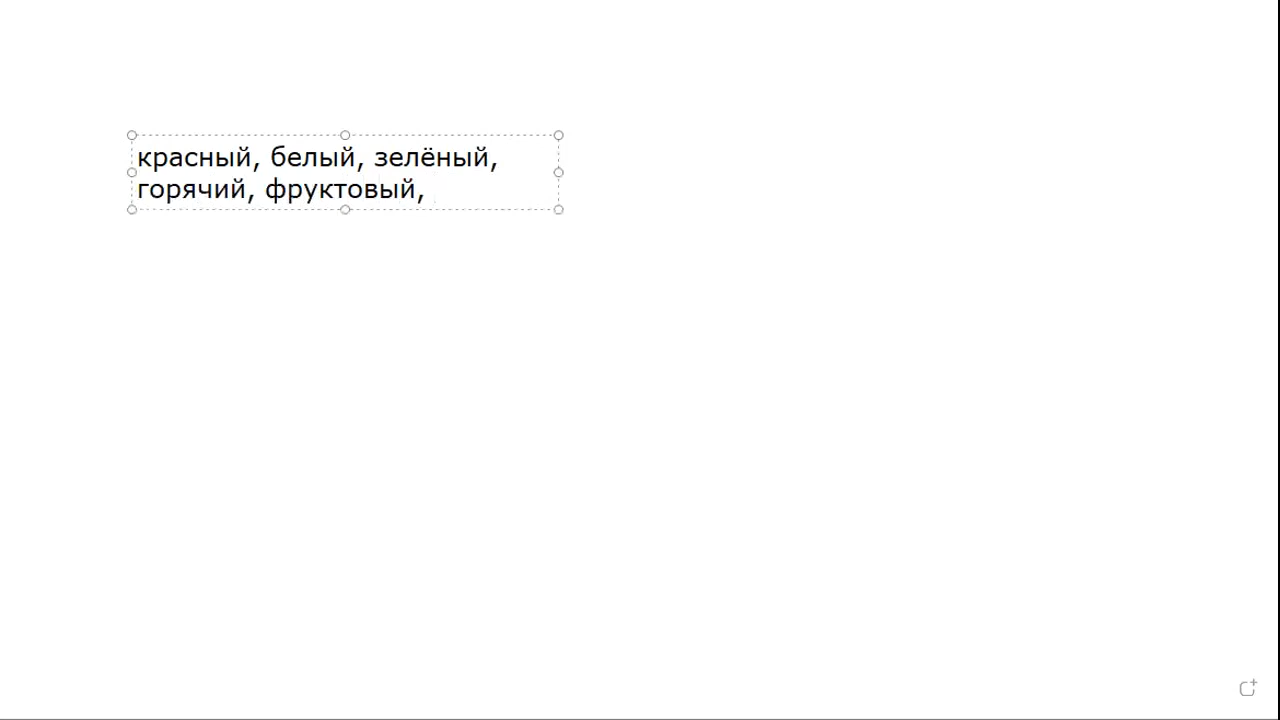 красный, белый, зелёный,
горячий, фруктовый,